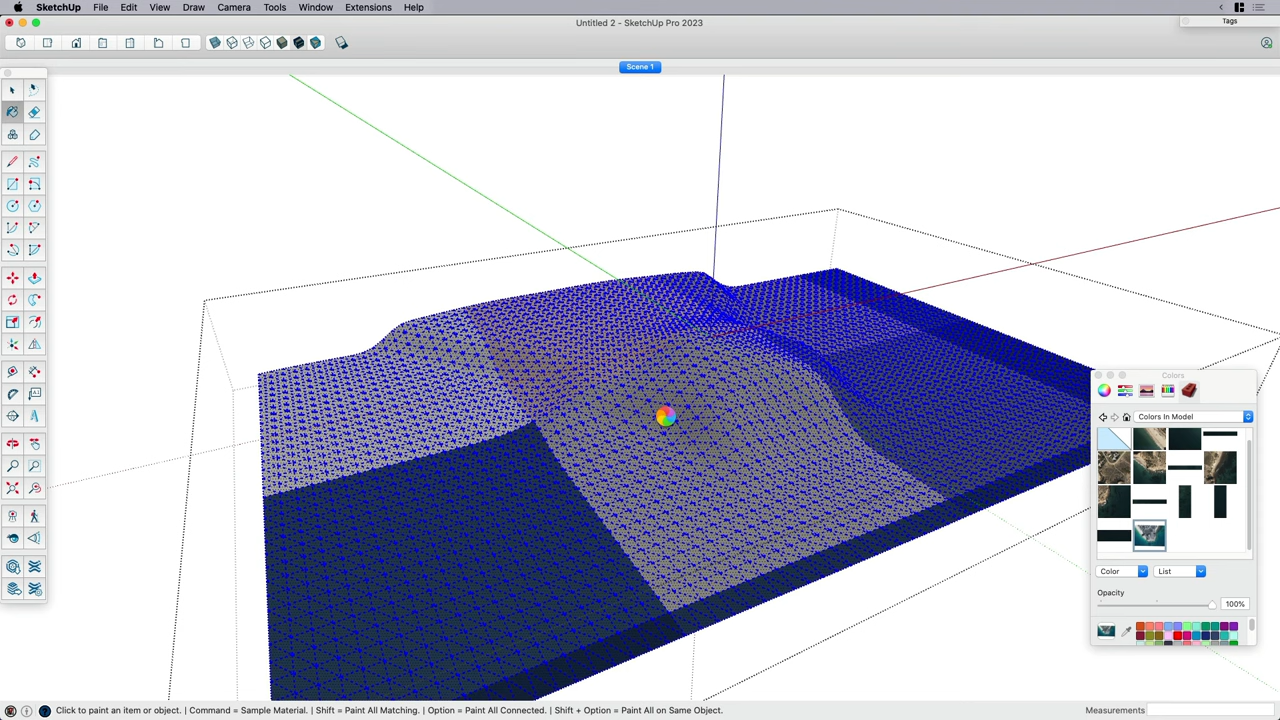 SketchUp File Edit View Draw Camera Tools Window Extensions Help
Untitled 2 - SketchUp Pro 2023
Tags
Scene 1
Colors
Colors In Model
Color List
Opacity
100%
Click to paint an item or object. | Command = Sample Material. | Shift = Paint All Matching. | Option = Paint All Connected. | Shift + Option = Paint All on Same Object.
Measurements